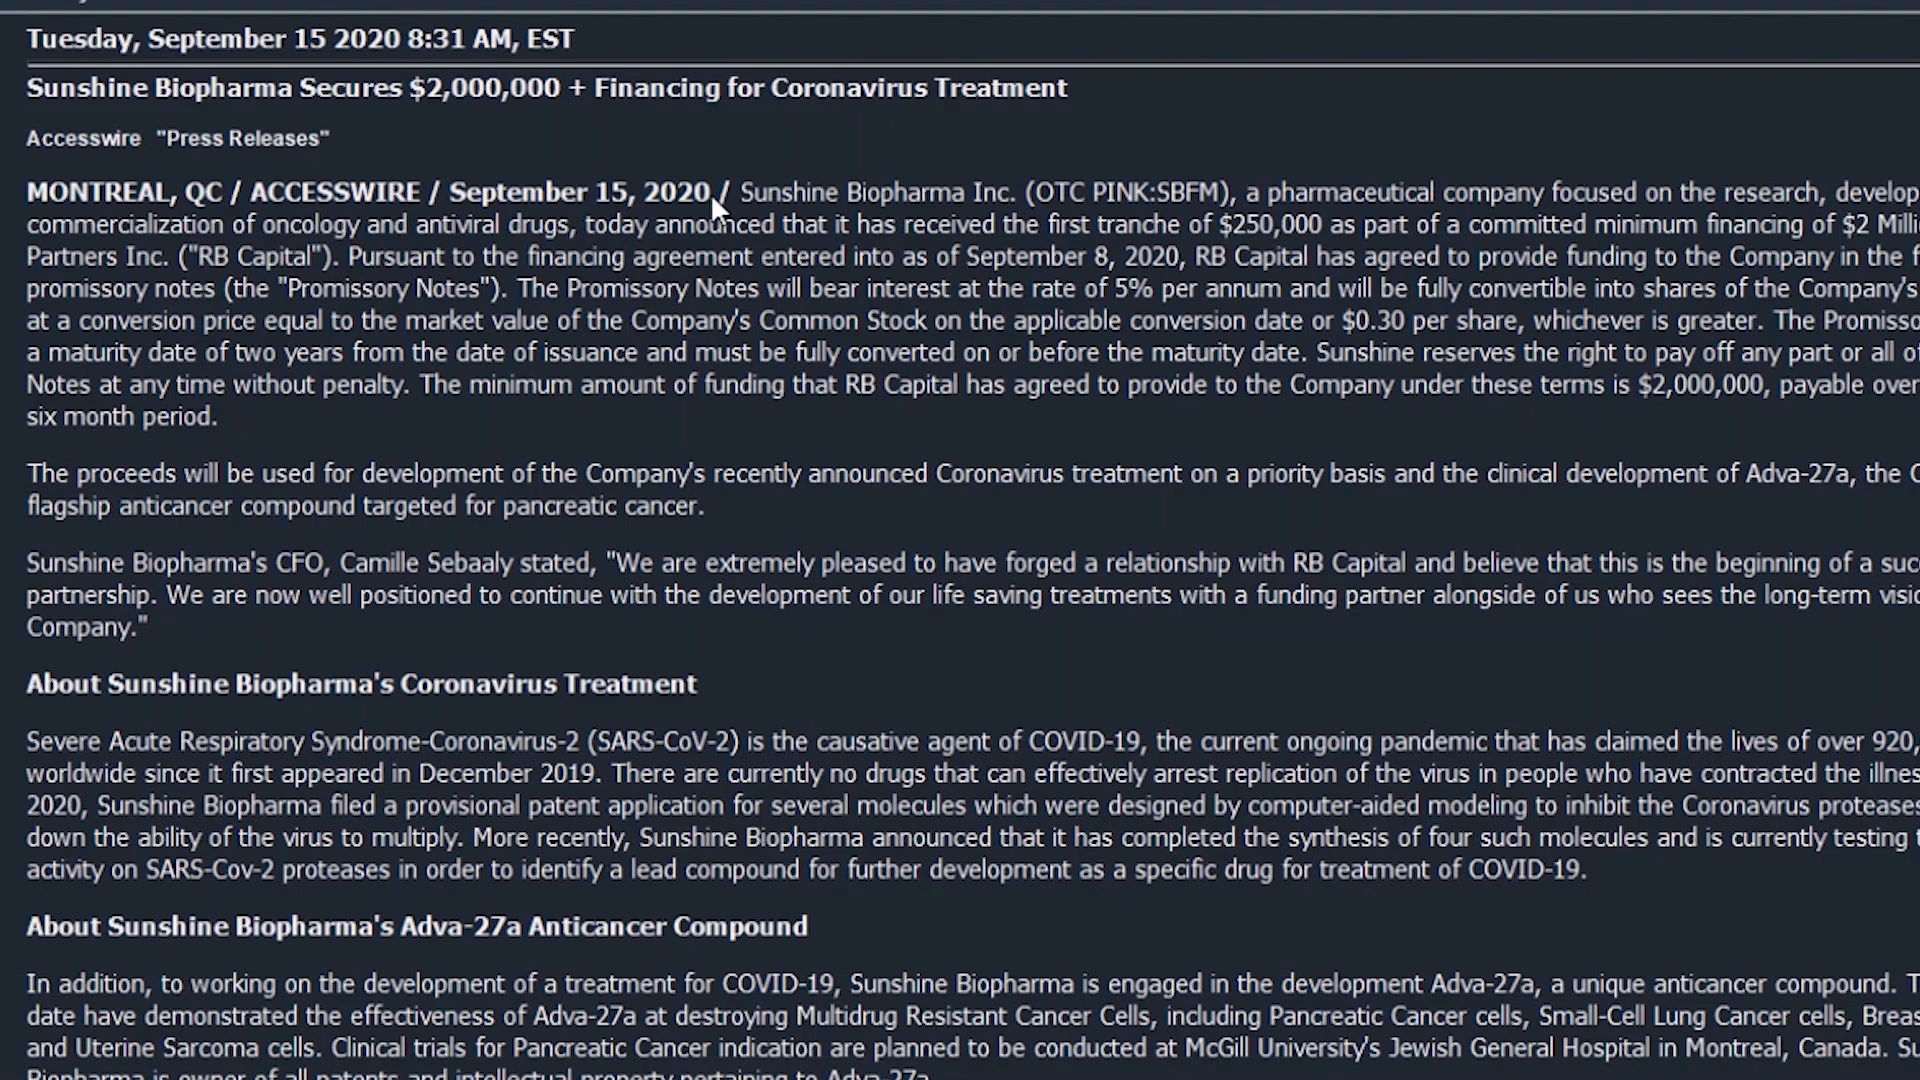 Tuesday, September 15 2020 8:31 AM, EST
Sunshine Biopharma Secures $2,000,000 + Financing for Coronavirus Treatment
Accesswire "Press Releases"
MONTREAL, QC / ACCESSWIRE / September 15, 2020 / Sunshine Biopharma Inc. (OTC PINK:SBFM), a pharmaceutical company focused on the research,
commercialization of oncology and antiviral drugs, today announced that it has received the first tranche of $250,000 as part of a committed minimum financing of $2
Partners Inc. ("RB Capital"). Pursuant to the financing agreement entered into as of September 8, 2020, RB Capital has agreed to provide funding to the Company in the
promissory notes (the "Promissory Notes"). The Promissory Notes will bear interest at the rate of 5% per annum and will be fully convertible into shares of the Company's
at a conversion price equal to the market value of the Company's Common Stock on the applicable conversion date or $0.30 per share, whichever is greater. The
a maturity date of two years from the date of issuance and must be fully converted on or before the maturity date. Sunshine reserves the right to pay off any part or all
Notes at any time without penalty. The minimum amount of funding that RB Capital has agreed to provide to the Company under these terms is $2,000,000, payable over
six month period.
The proceeds will be used for development of the Company's recently announced Coronavirus treatment on a priority basis and the clinical development of Adva-27a, the
flagship anticancer compound targeted for pancreatic cancer.
Sunshine Biopharma's CFO, Camille Sebaaly stated, "We are extremely pleased to have forged a relationship with RB Capital and believe that this is the beginning of a
partnership. We are now well positioned to continue with the development of our life saving treatments with a funding partner alongside of us who sees the long-term
Company."
About Sunshine Biopharma's Coronavirus Treatment
Severe Acute Respiratory Syndrome-Coronavirus-2 (SARS-CoV-2) is the causative agent of COVID-19, the current ongoing pandemic that has claimed the lives of over 920,
worldwide since it first appeared in December 2019. There are currently no drugs that can effectively arrest replication of the virus in people who have contracted the
2020, Sunshine Biopharma filed a provisional patent application for several molecules which were designed by computer-aided modeling to inhibit the Coronavirus proteases
down the ability of the virus to multiply. More recently, Sunshine Biopharma announced that it has completed the synthesis of four such molecules and is currently testing
activity on SARS-Cov-2 proteases in order to identify a lead compound for further development as a specific drug for treatment of COVID-19.
About Sunshine Biopharma's Adva-27a Anticancer Compound
In addition, to working on the development of a treatment for COVID-19, Sunshine Biopharma is engaged in the development Adva-27a, a unique anticancer compound.
date have demonstrated the effectiveness of Adva-27a at destroying Multidrug Resistant Cancer Cells, including Pancreatic Cancer cells, Small-Cell Lung Cancer cells,
and Uterine Sarcoma cells. Clinical trials for Pancreatic Cancer indication are planned to be conducted at McGill University's Jewish General Hospital in Montreal, Canada.
Biopharma is owner of all patents and intellectual property pertaining to Adva-27a.